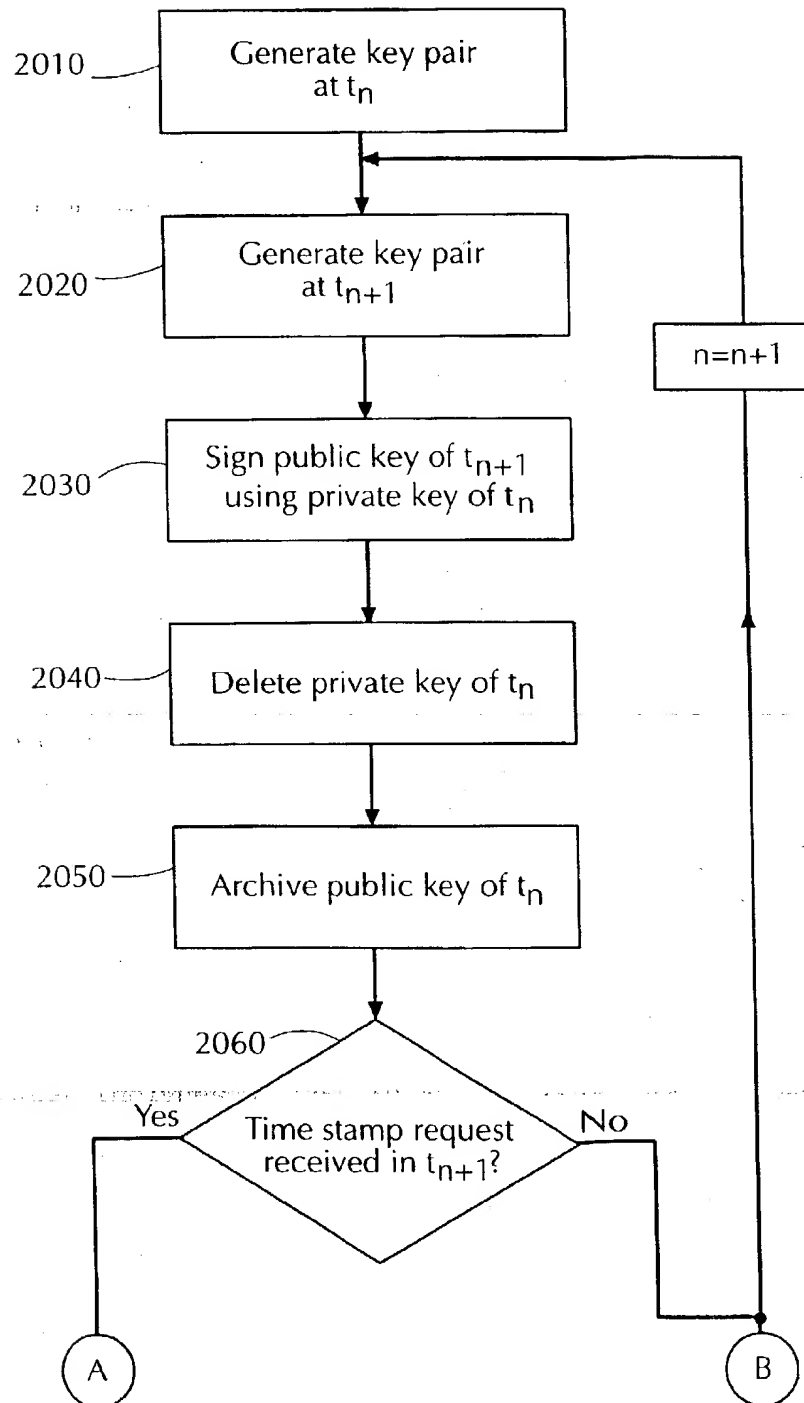 2010
Generate key pair
at tn
2020
Generate key pair
at tn+1
n=n+1
2030
Sign public key of tn+1
using private key of tn
2040
Delete private key of tn
2050
Archive public key of tn
2060
Yes
Time stamp request
received in tn+1?
No
A
B